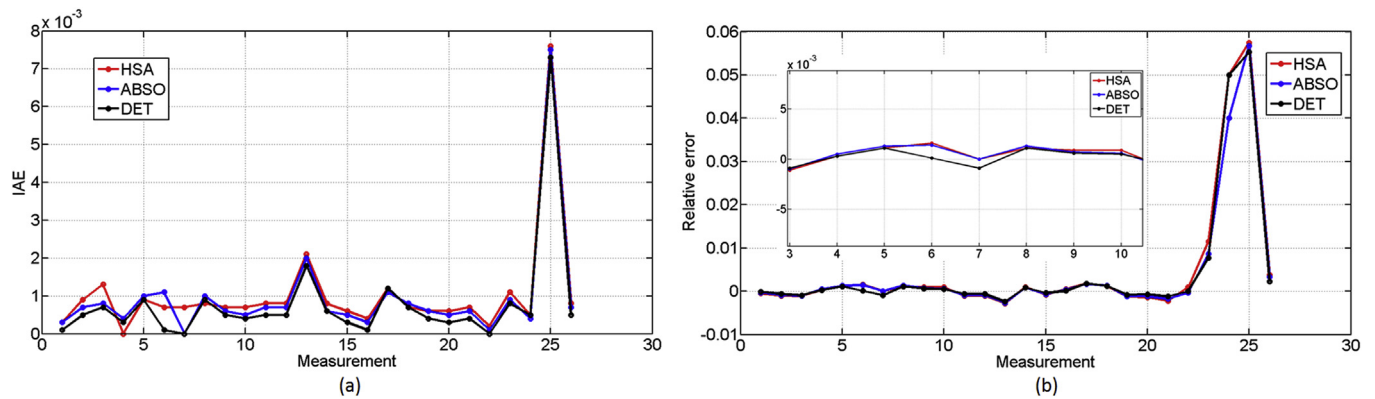 8 x 10⁻³
7
6
5
4
3
2
1
0
IAE
HSA
ABSO
DET
0 5 10 15 20 25 30
Measurement
(a)
0.06
0.05
0.04
0.03
0.02
0.01
0
-0.01
Relative error
x 10⁻³
5
0
-5
HSA
ABSO
DET
3 4 5 6 7 8 9 10
HSA
ABSO
DET
0 5 10 15 20 25 30
Measurement
(b)